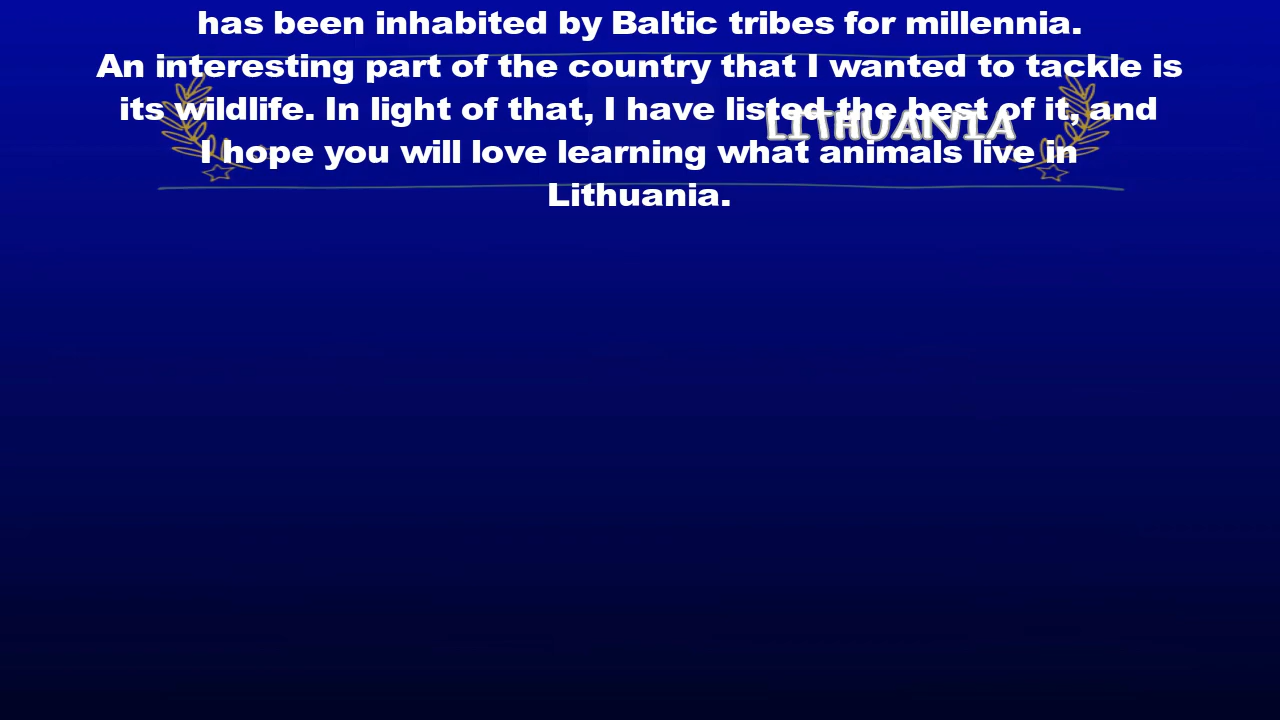 has been inhabited by Baltic tribes for millennia.
An interesting part of the country that I wanted to tackle is
its wildlife. In light of that, I have listed the best of it, and
LITHUANIA
I hope you will love learning what animals live in
Lithuania.